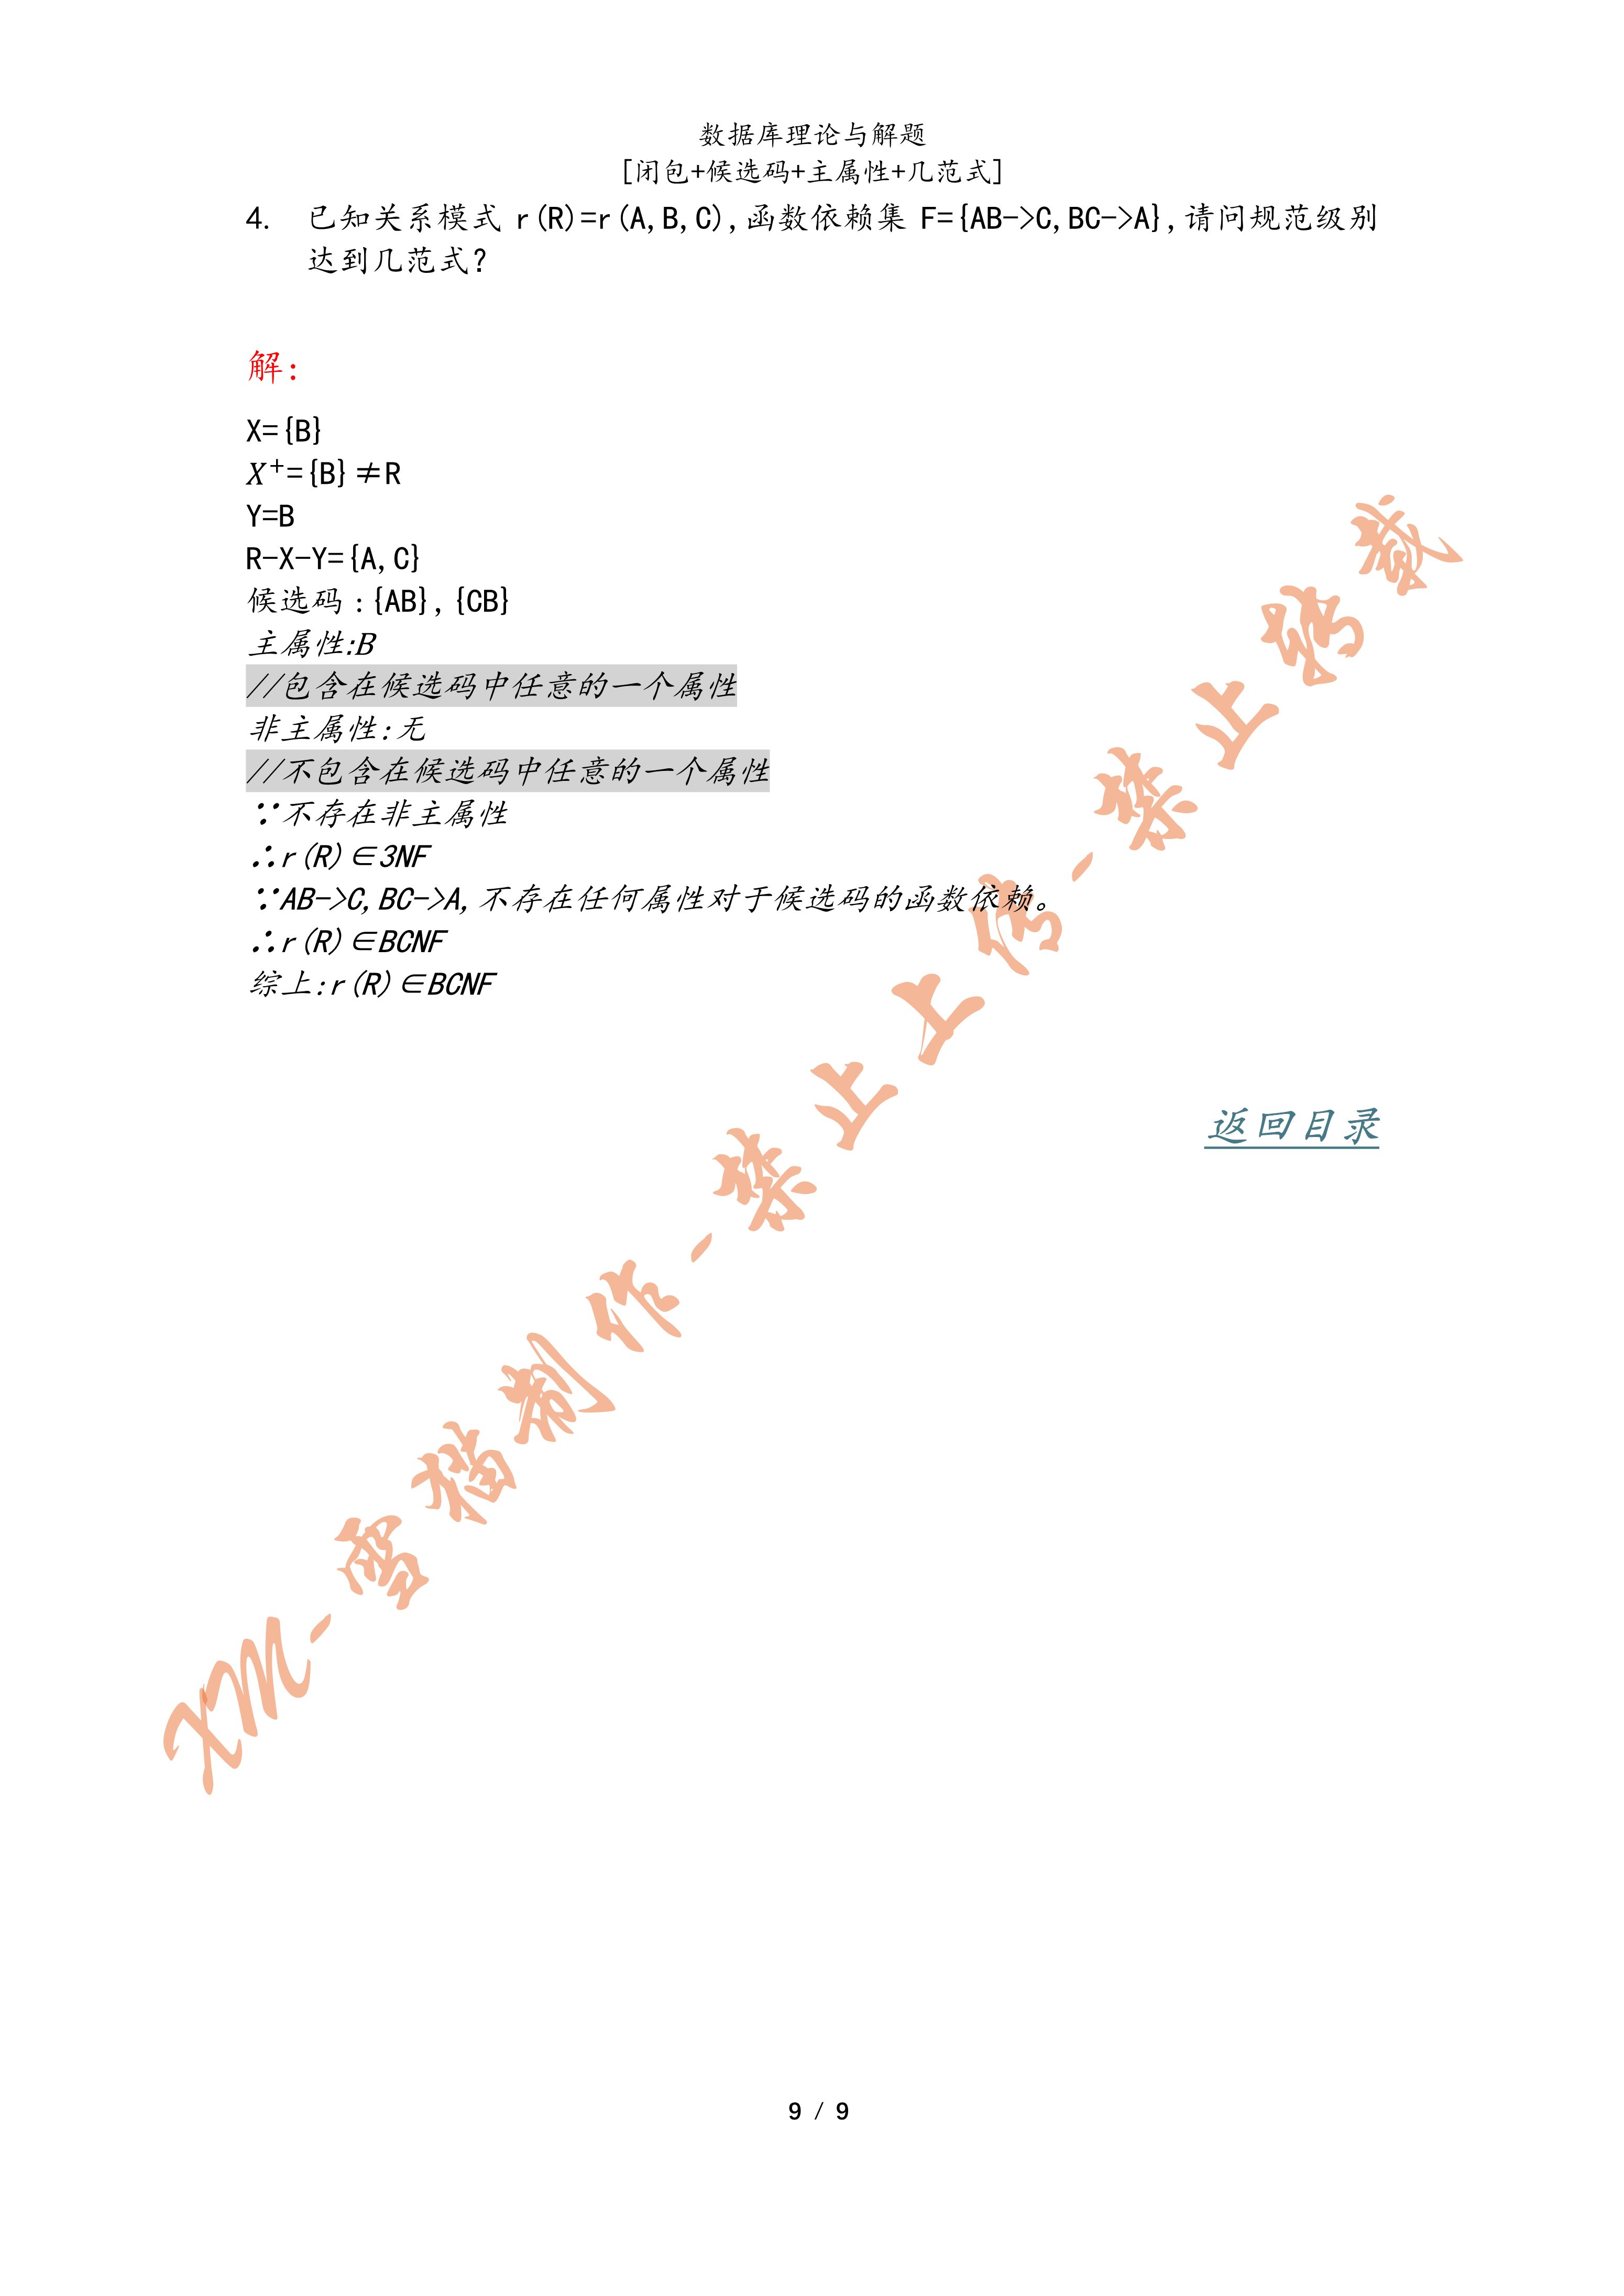 数据库理论与解题
[闭包+候选码+主属性+几范式]
4. 已知关系模式 r(R)=r(A,B,C),函数依赖集 F={AB->C,BC->A},请问规范级别
达到几范式?
解:
X={B}
X⁺={B}≠R
Y=B
R-X-Y={A,C}
候选码:{AB},{CB}
主属性:B
//包含在候选码中任意的一个属性
非主属性:无
//不包含在候选码中任意的一个属性
∵不存在非主属性
∴r(R)∈3NF
∵AB->C,BC->A,不存在任何属性对于候选码的函数依赖。
∴r(R)∈BCNF
综上:r(R)∈BCNF
返回目录
XM-雪猫制作-禁止上传-禁止转载
9 / 9